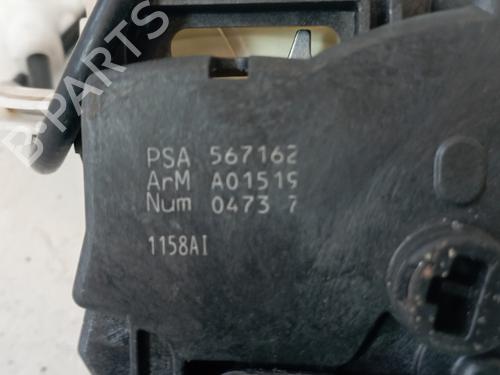 B-PARTS
PSA 567162
ArM A01519
Num 0473 7
1158AI